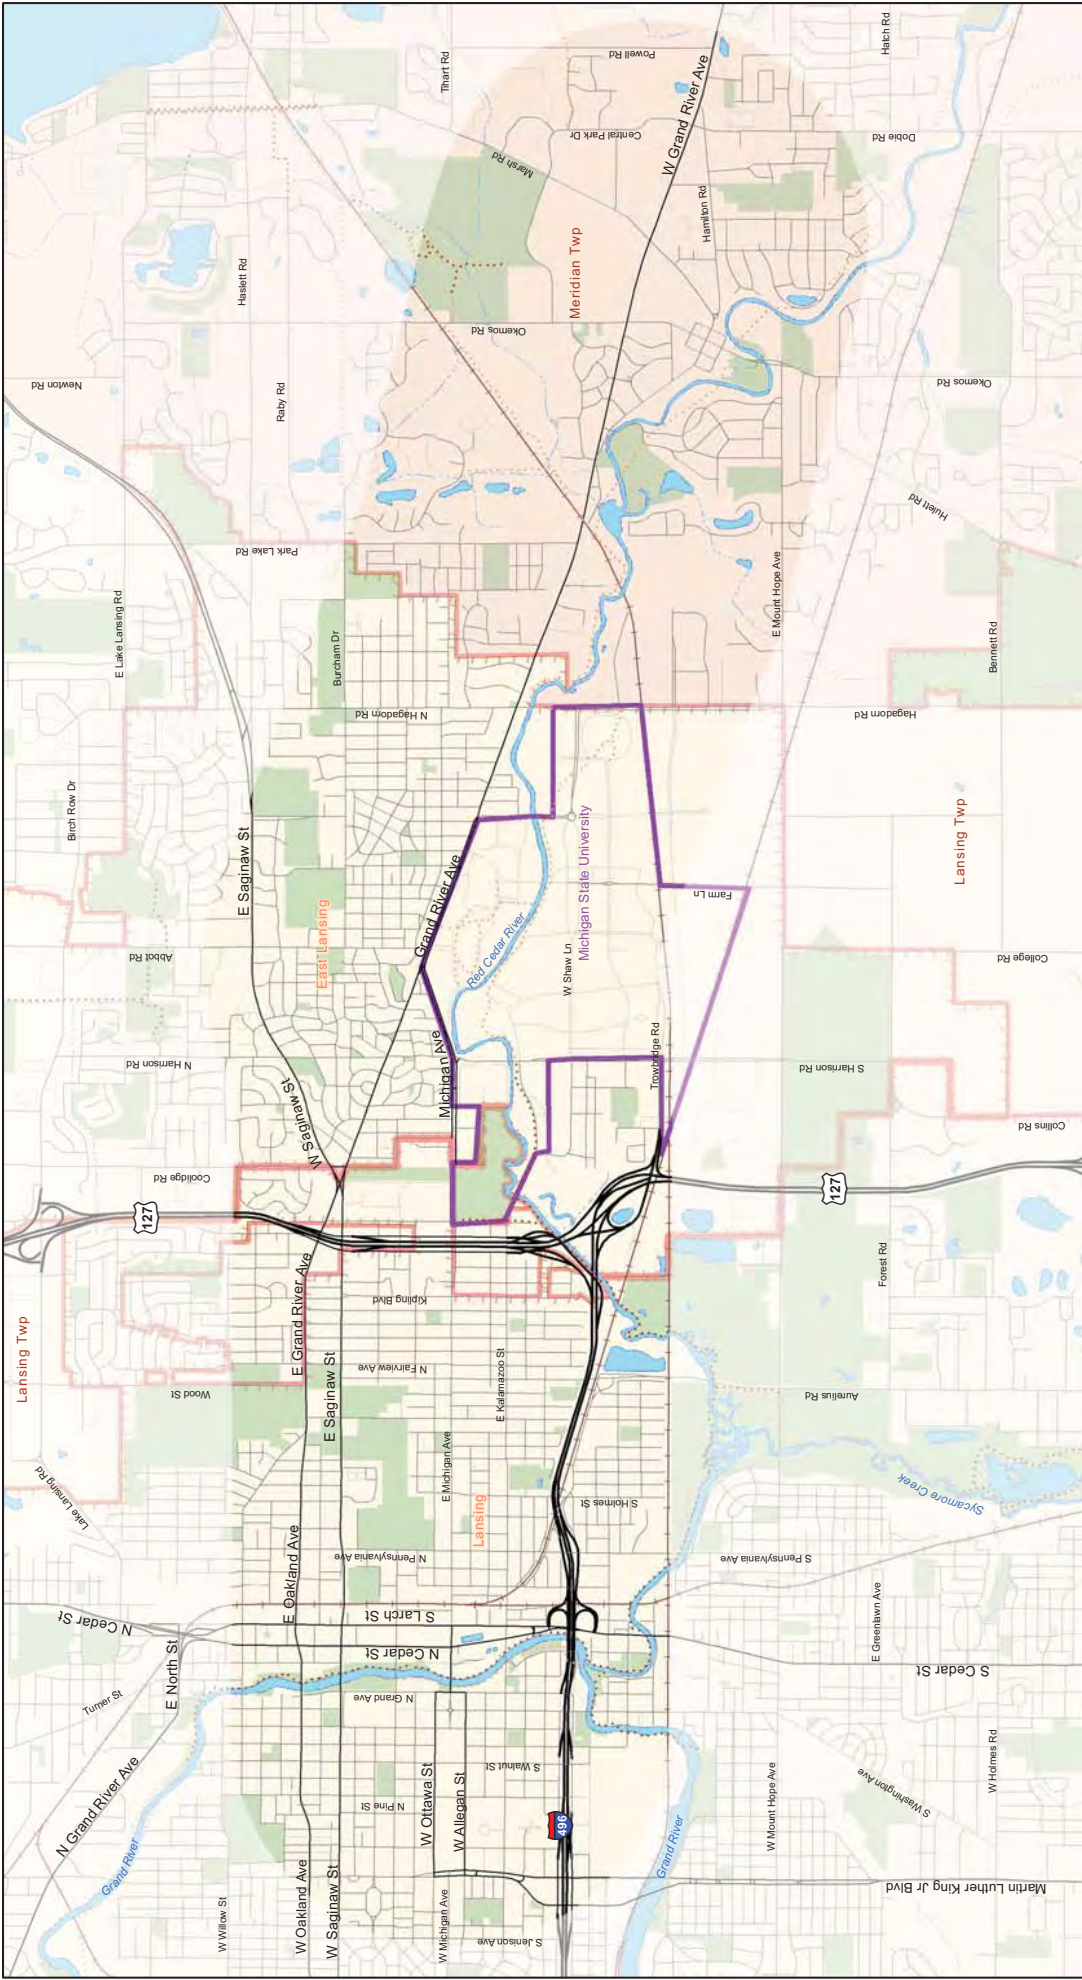 Powell Rd
Hatch Rd
Tihart Rd
W Grand River Ave
Central Park Dr
Dobie Rd
Marsh Rd
Hamilton Rd
Meridian Twp
Haslett Rd
Okemos Rd
Newton Rd
Raby Rd
Okemos Rd
Hulett Rd
Park Lake Rd
E Lake Lansing Rd
E Mount Hope Ave
Burcham Dr
Bennett Rd
N Hagadorn Rd
Hagadorn Rd
Birch Row Dr
E Saginaw St
Michigan State University
Lansing Twp
Grand River Ave
Farm Ln
East Lansing
Red Cedar River
Abbot Rd
W Shaw Ln
College Rd
N Harrison Rd
Michigan Ave
Trowbridge Rd
S Harrison Rd
W Saginaw St
Collins Rd
Coolidge Rd
127
127
E Grand River Ave
Forest Rd
Kipling Blvd
Lansing Twp
N Fairview Ave
E Kalamazoo St
Wood St
E Saginaw St
Aurelius Rd
E Michigan Ave
Lake Lansing Rd
Lansing
S Holmes St
Sycamore Creek
N Pennsylvania Ave
S Pennsylvania Ave
E Oakland Ave
N Cedar St
S Larch St
E Greenlawn Ave
N Cedar St
E North St
S Cedar St
Turner St
N Grand Ave
W Holmes Rd
S Walnut St
W Ottawa St
W Allegan St
N Pine St
W Mount Hope Ave
S Washington Ave
N Grand River Ave
496
Grand River
Grand River
W Oakland Ave
W Saginaw St
W Willow St
W Michigan Ave
S Jenison Ave
Martin Luther King Jr Blvd